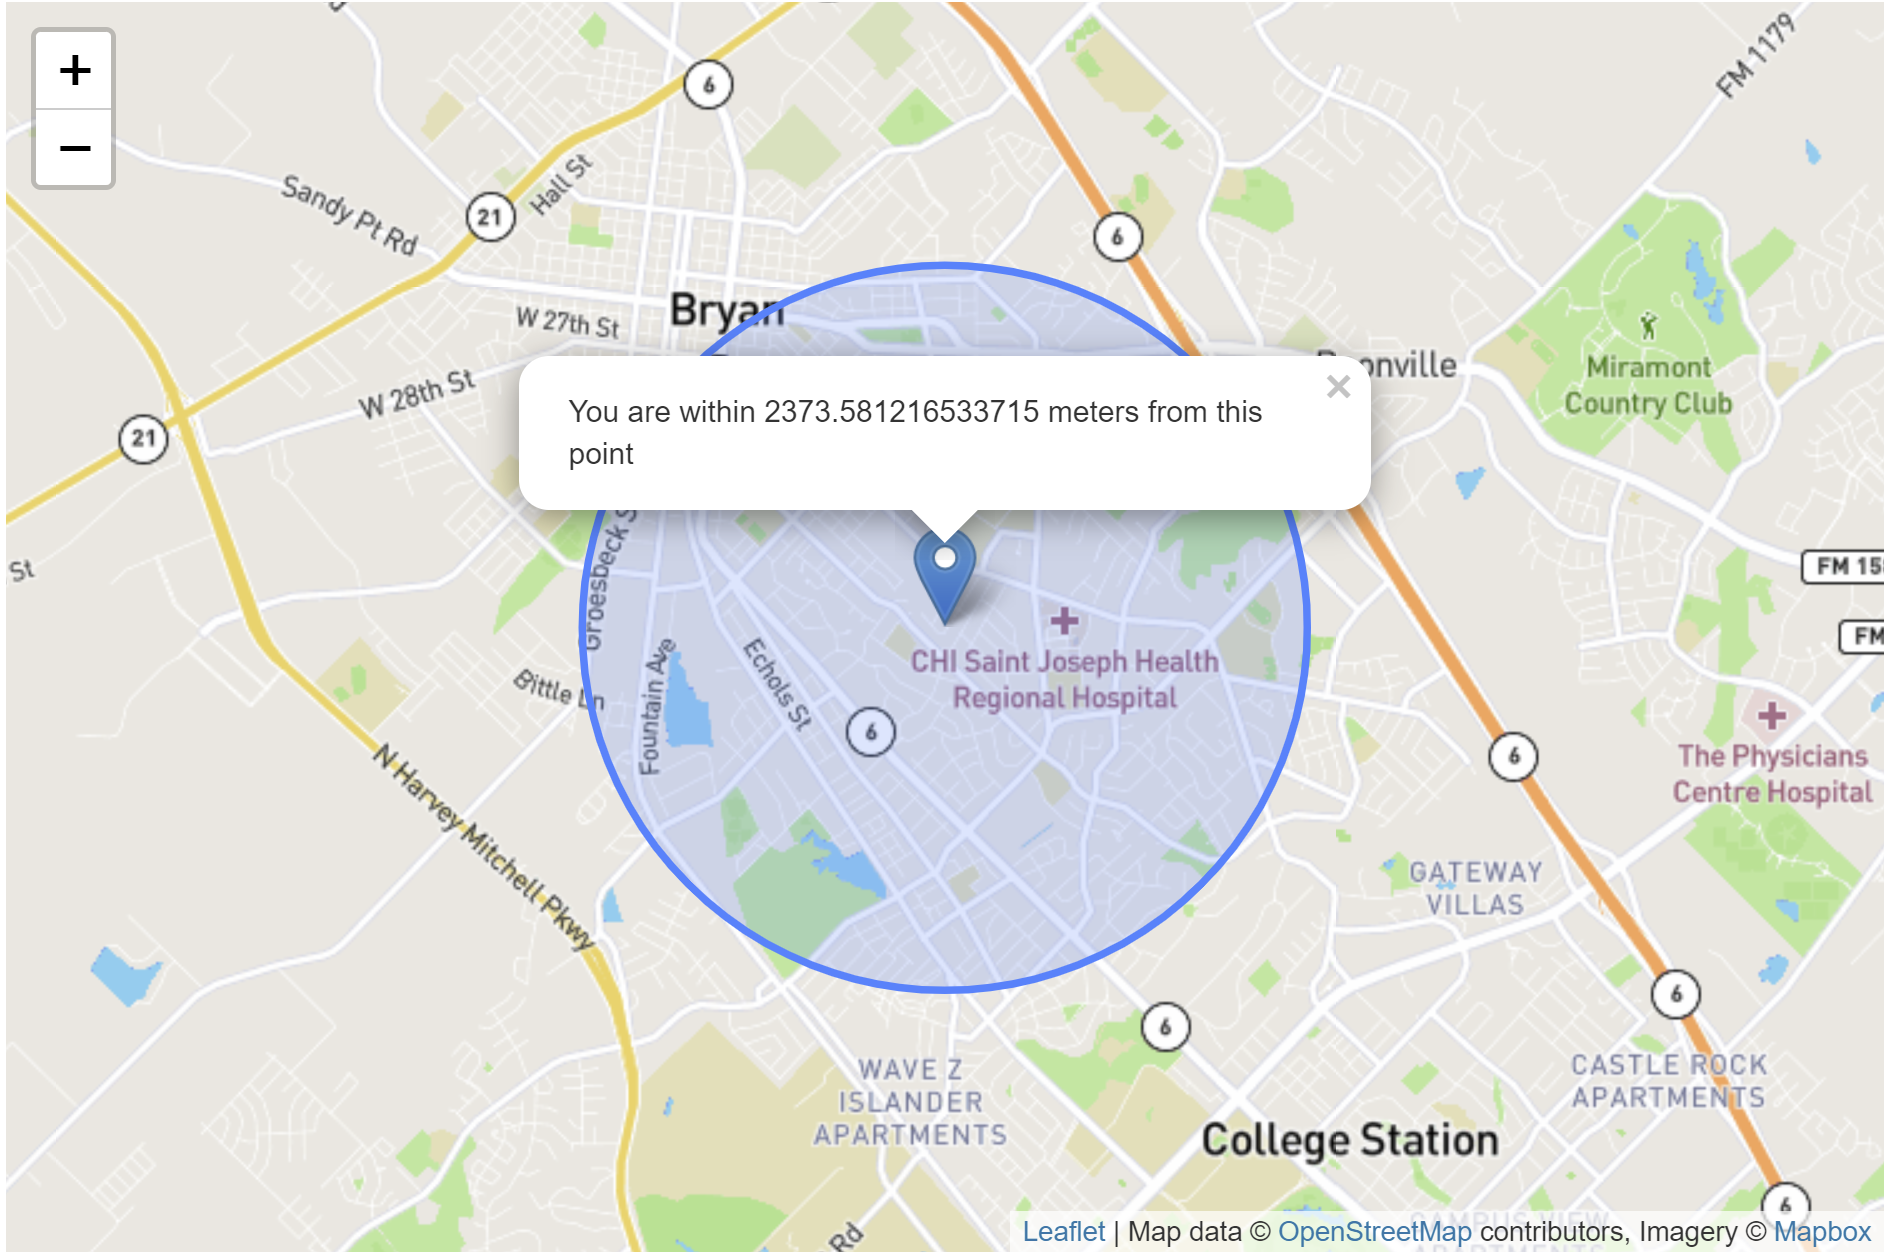 +
−
6
FM 1179
Sandy Pt Rd
Hall St
21
6
Bryan
W 27th St
Miramont
Country Club
W 28th St
You are within 2373.581216533715 meters from this
point
×
21
St
Groesbeck
FM
FM
CHI Saint Joseph Health
Regional Hospital
Bittle Ln
Fountain Ave
Echols St
6
6
The Physicians
Centre Hospital
N Harvey Mitchell Pkwy
GATEWAY
VILLAS
6
6
WAVE Z
ISLANDER
APARTMENTS
CASTLE ROCK
APARTMENTS
College Station
6
Rd
Leaflet | Map data © OpenStreetMap contributors, Imagery © Mapbox